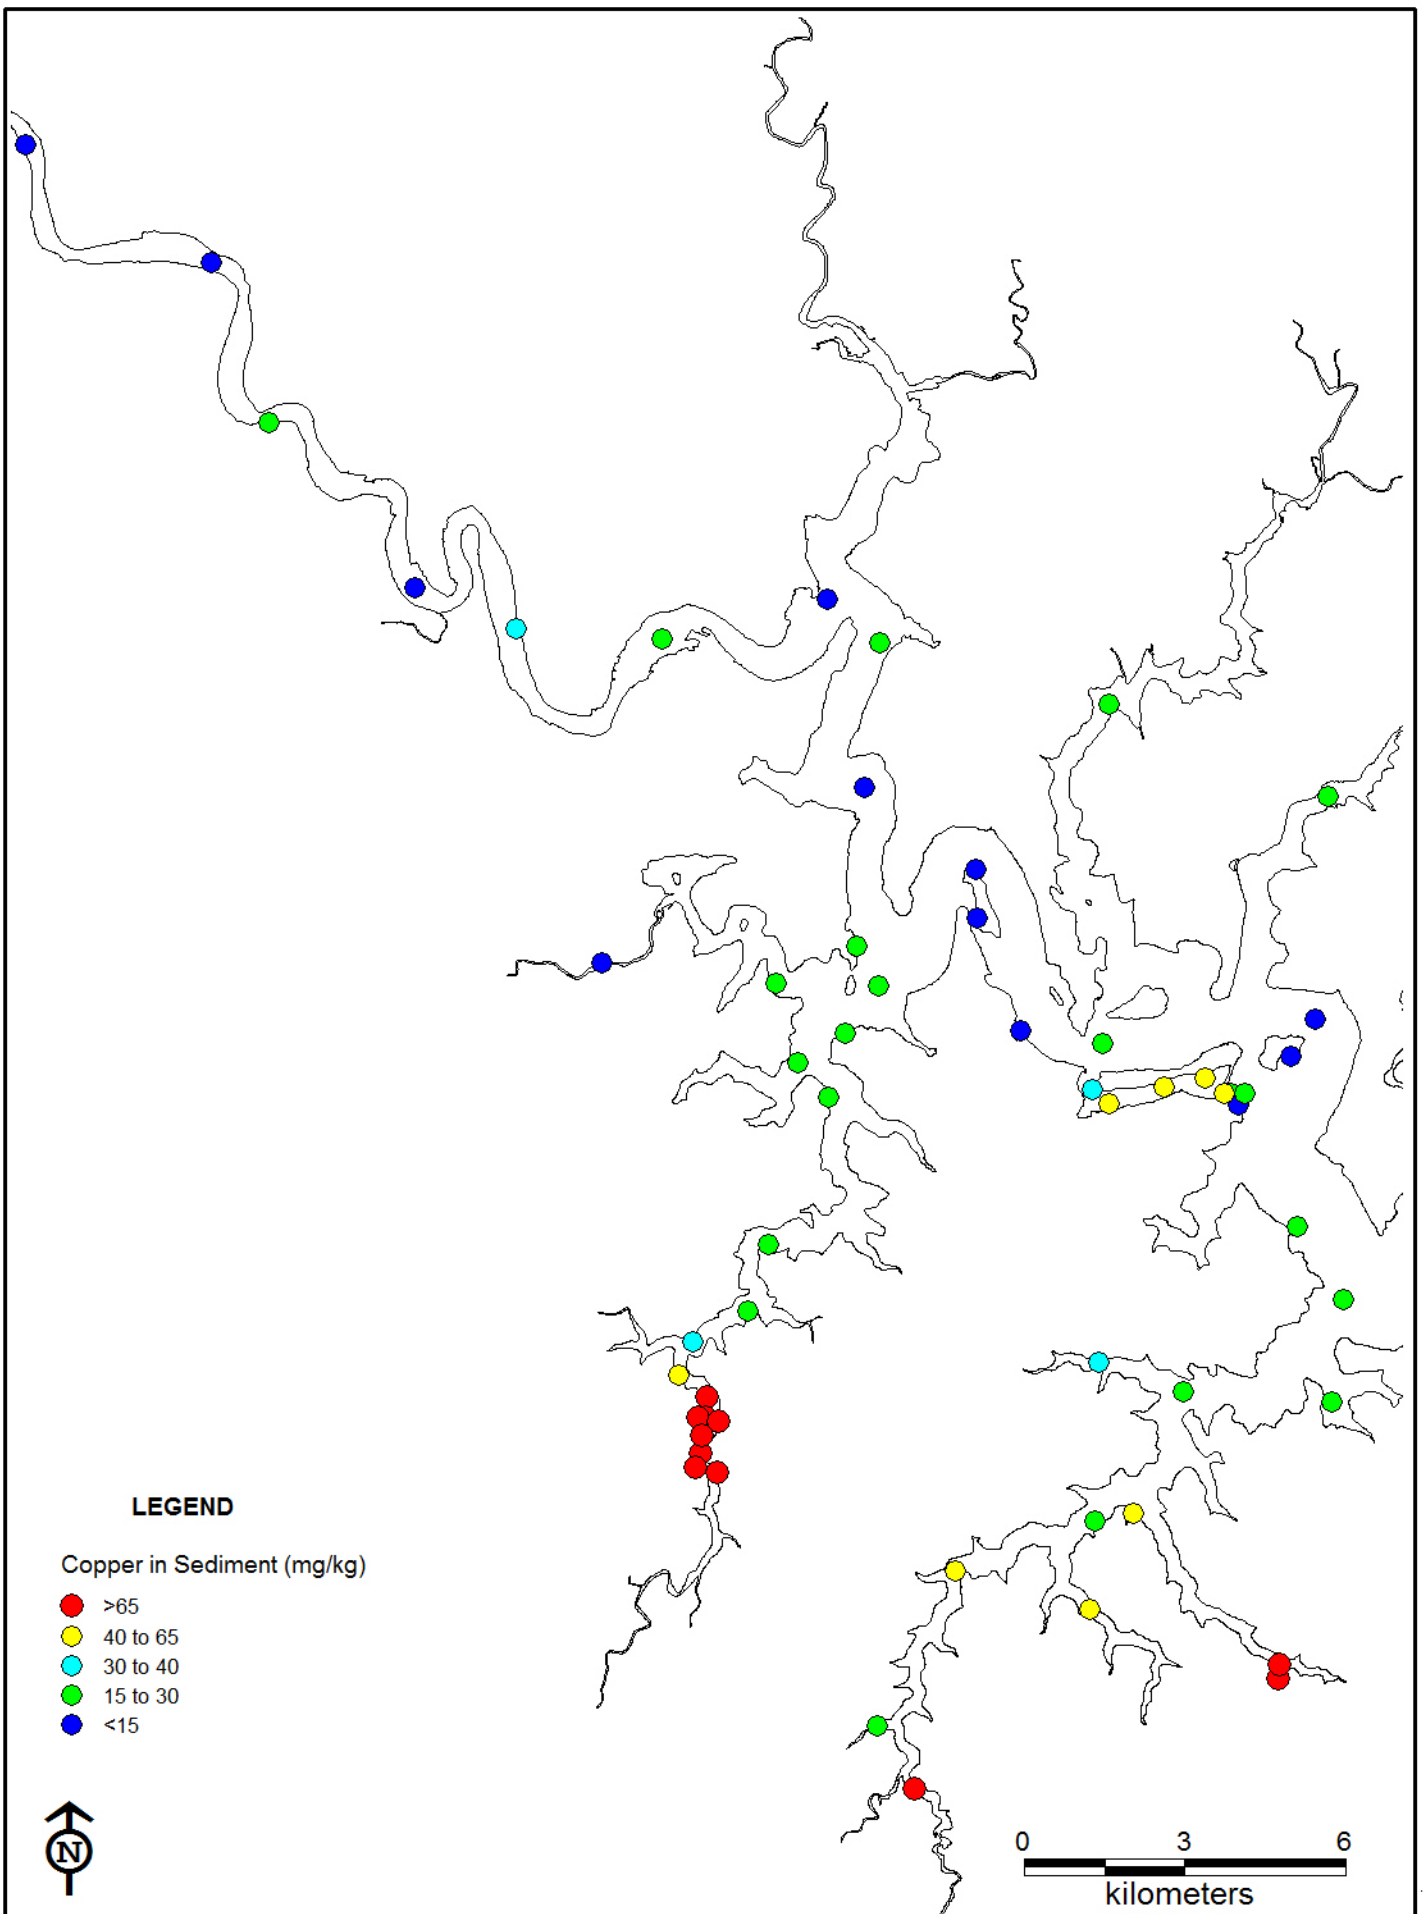 LEGEND
Copper in Sediment (mg/kg)
>65
40 to 65
30 to 40
15 to 30
<15
N
0 3 6
kilometers